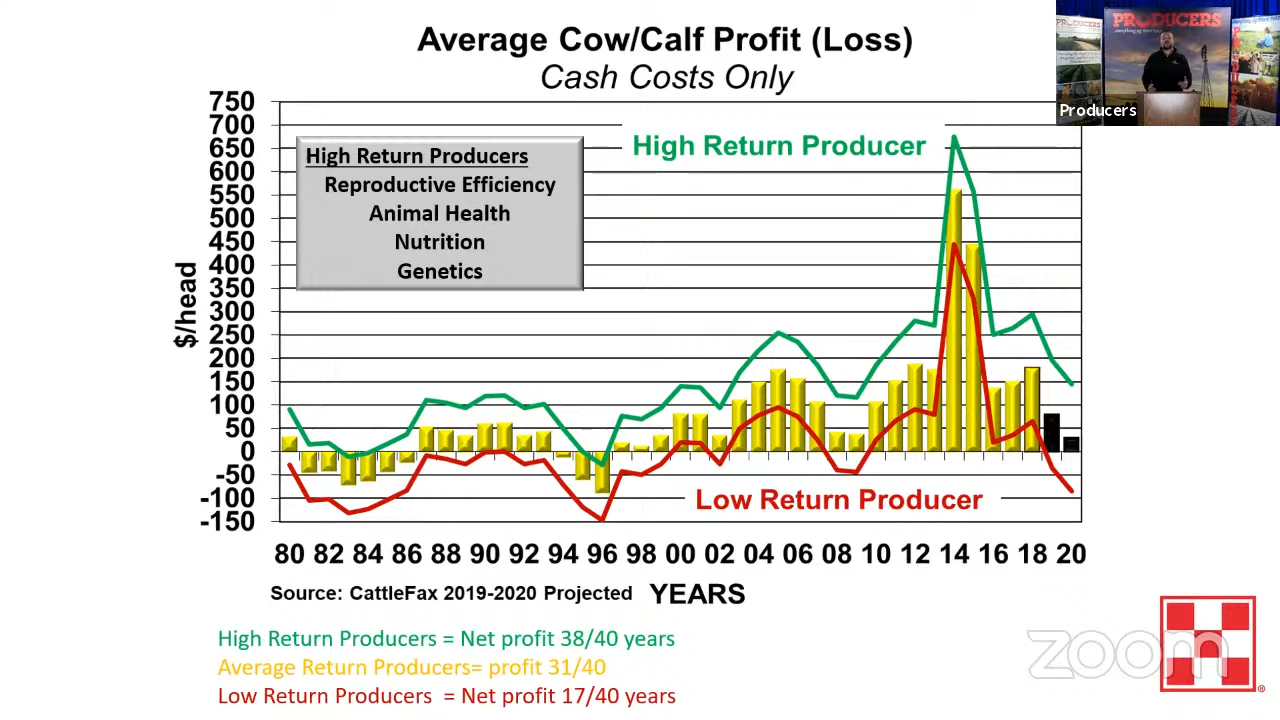 Average Cow/Calf Profit (Loss)
Cash Costs Only
PRODUCERS
Producers
750
700
650
600
550
500
450
400
350
300
250
200
150
100
50
0
-50
-100
-150
$/head
High Return Producers
Reproductive Efficiency
Animal Health
Nutrition
Genetics
High Return Producer
Low Return Producer
80 82 84 86 88 90 92 94 96 98 00 02 04 06 08 10 12 14 16 18 20
Source: CattleFax 2019-2020 Projected YEARS
High Return Producers = Net profit 38/40 years
Average Return Producers= profit 31/40
Low Return Producers = Net profit 17/40 years
zoom
®